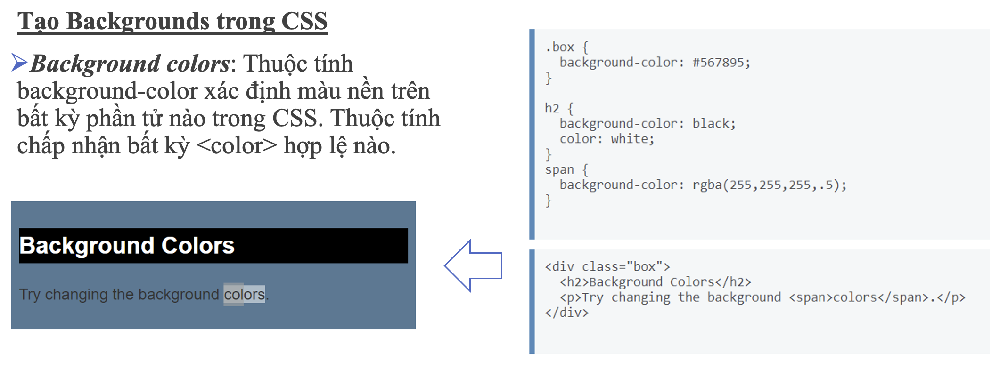 Tạo Backgrounds trong CSS
Background colors: Thuộc tính
background-color xác định màu nền trên
bất kỳ phần tử nào trong CSS. Thuộc tính
chấp nhận bất kỳ <color> hợp lệ nào.
Background Colors
Try changing the background colors.
.box {
  background-color: #567895;
}
h2 {
  background-color: black;
  color: white;
}
span {
  background-color: rgba(255,255,255,.5);
}
<div class="box">
  <h2>Background Colors</h2>
  <p>Try changing the background <span>colors</span>.</p>
</div>